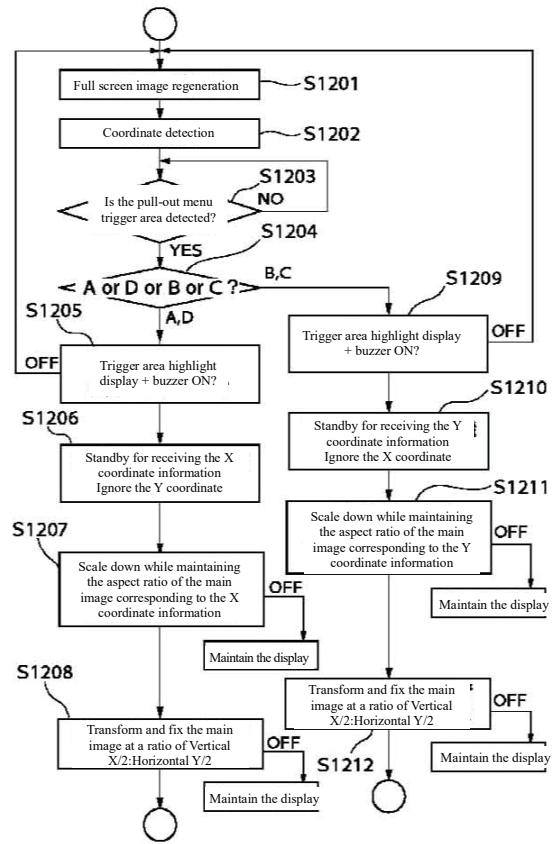 Full screen image regeneration
S1201
Coordinate detection
S1202
Is the pull-out menu
trigger area detected?
S1203
NO
YES
S1204
A or D or B or C ?
B,C
A,D
S1205
Trigger area highlight
display + buzzer ON?
OFF
S1206
Standby for receiving the X
coordinate information
Ignore the Y coordinate
S1207
Scale down while maintaining
the aspect ratio of the main
image corresponding to the X
coordinate information
OFF
Maintain the display
S1208
Transform and fix the main
image at a ratio of Vertical
X/2:Horizontal Y/2
OFF
Maintain the display
S1209
Trigger area highlight display
+ buzzer ON?
OFF
S1210
Standby for receiving the Y
coordinate information
Ignore the X coordinate
S1211
Scale down while maintaining
the aspect ratio of the main
image corresponding to the Y
coordinate information
OFF
Maintain the display
Transform and fix the main
image at a ratio of Vertical
X/2:Horizontal Y/2
OFF
S1212
Maintain the display